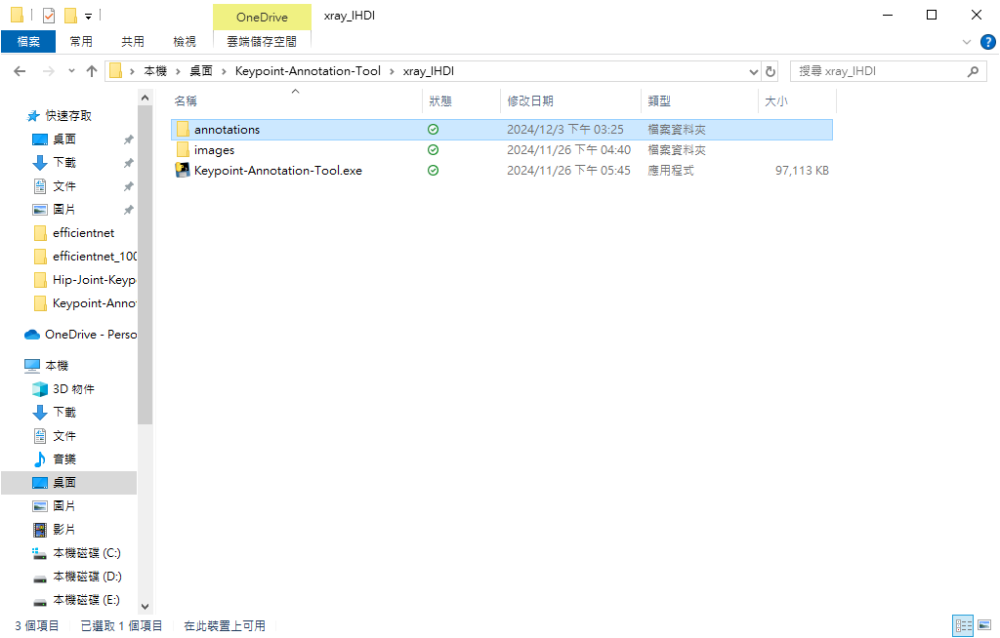 OneDrive xray_IHDI
檔案 常用 共用 檢視 雲端儲存空間
本機 桌面 Keypoint-Annotation-Tool xray_IHDI 搜尋 xray_IHDI
名稱 狀態 修改日期 類型 大小
annotations 2024/12/3 下午 03:25 檔案資料夾
images 2024/11/26 下午 04:40 檔案資料夾
Keypoint-Annotation-Tool.exe 2024/11/26 下午 05:45 應用程式 97,113 KB
快速存取
桌面
下載
文件
圖片
efficientnet
efficientnet_100
Hip-Joint-Keyp
Keypoint-Anno
OneDrive - Perso
本機
3D 物件
下載
文件
音樂
桌面
圖片
影片
本機磁碟 (C:)
本機磁碟 (D:)
本機磁碟 (E:)
3 個項目 已選取 1 個項目 在此裝置上可用